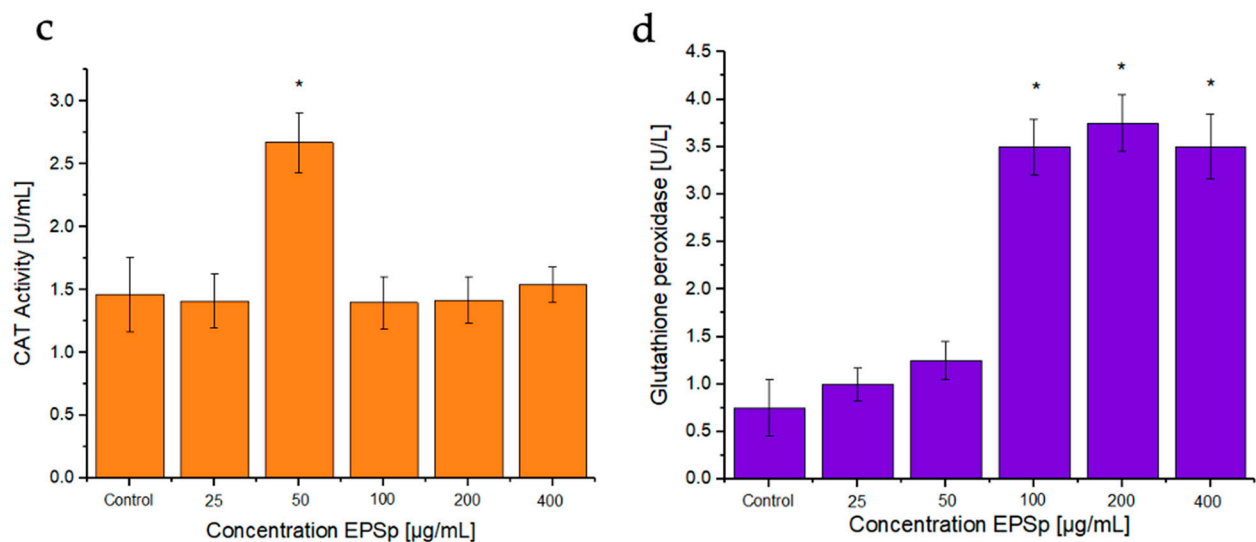 c
CAT Activity [U/mL]
3.0
2.5
2.0
1.5
1.0
0.5
0.0
*
Control 25 50 100 200 400
Concentration EPSp [µg/mL]
d
Glutathione peroxidase [U/L]
4.5
4.0
3.5
3.0
2.5
2.0
1.5
1.0
0.5
0.0
* * *
Control 25 50 100 200 400
Concentration EPSp [µg/mL]